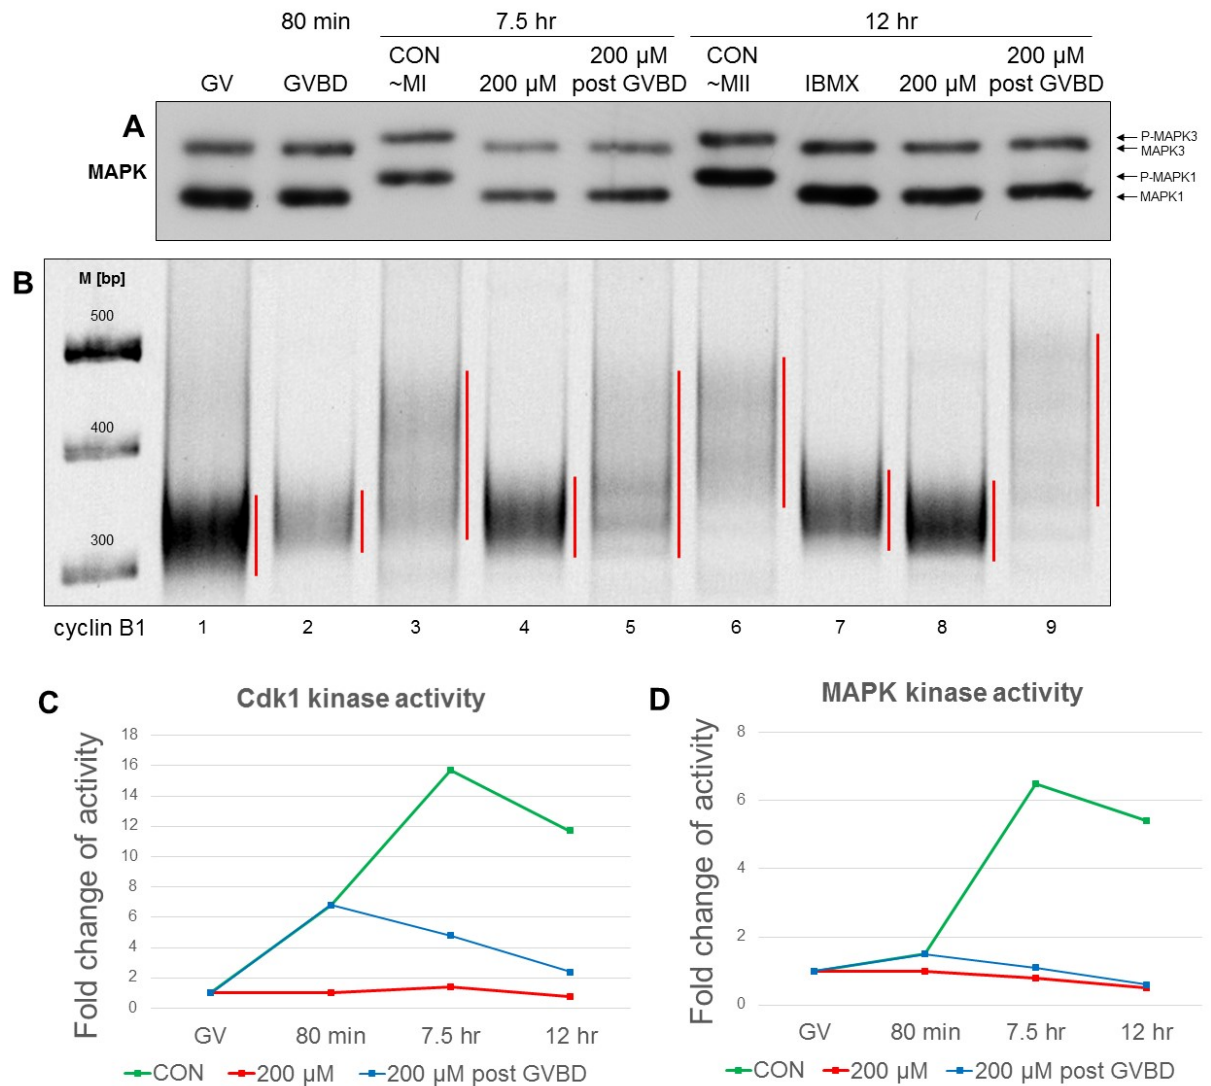 80 min 7.5 hr 12 hr
CON 200 µM CON 200 µM
GV GVBD ~MI 200 µM post GVBD ~MII IBMX 200 µM post GVBD
A
MAPK
P-MAPK3
MAPK3
P-MAPK1
MAPK1
B
M [bp]
500
400
300
cyclin B1 1 2 3 4 5 6 7 8 9
C
Cdk1 kinase activity
Fold change of activity
18
16
14
12
10
8
6
4
2
0
GV 80 min 7.5 hr 12 hr
CON 200 µM 200 µM post GVBD
D
MAPK kinase activity
Fold change of activity
8
6
4
2
0
GV 80 min 7.5 hr 12 hr
CON 200 µM 200 µM post GVBD